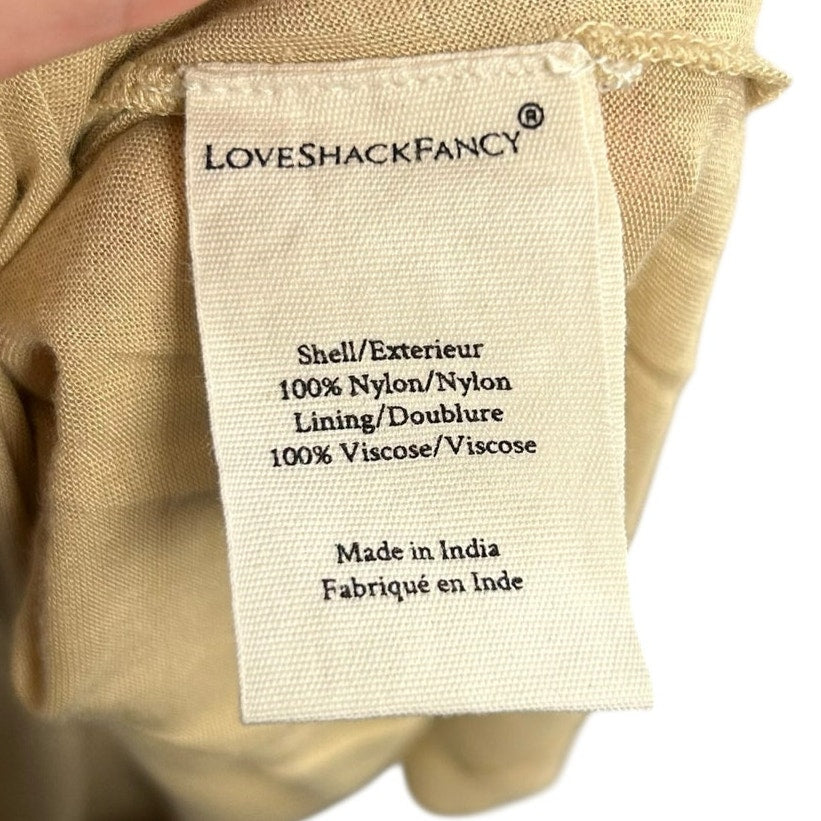 LOVESHACKFANCY®
Shell/Exterieur
100% Nylon/Nylon
Lining/Doublure
100% Viscose/Viscose
Made in India
Fabriqué en Inde